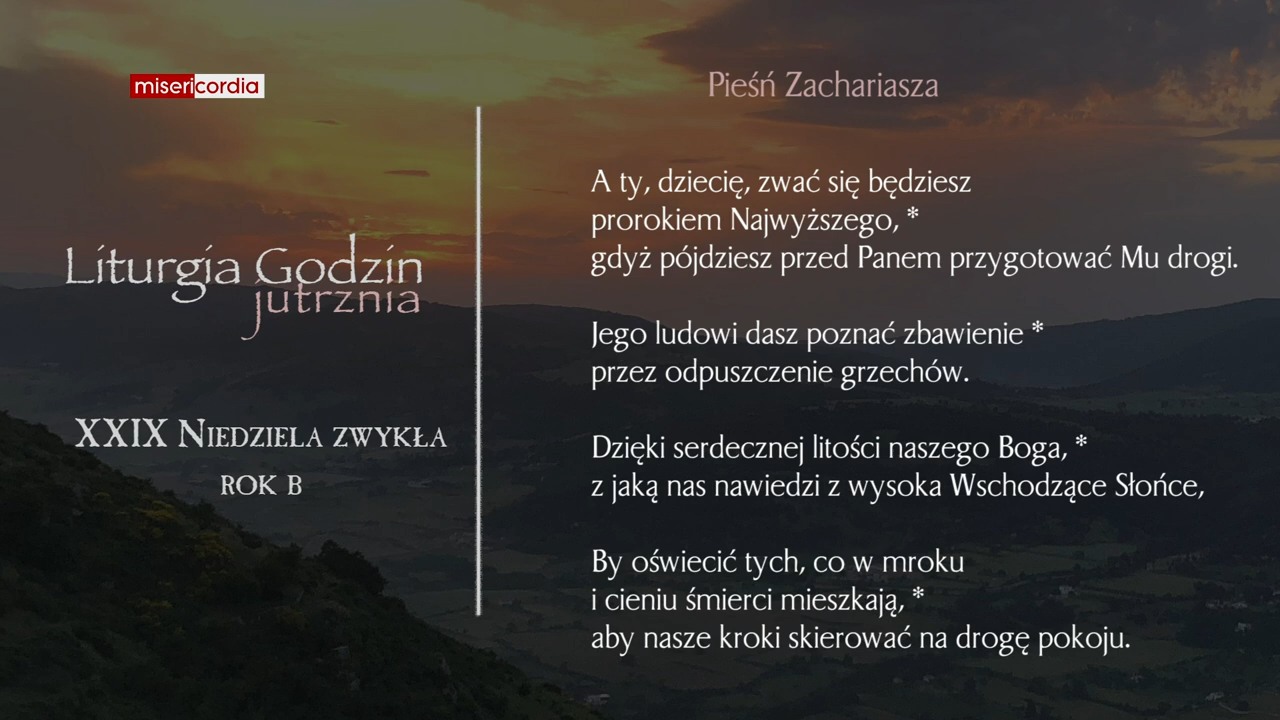 misericordia
Liturgia Godzin
jutrznia
XXIX Niedziela zwykła
rok B
Pieśń Zachariasza
A ty, dziecię, zwać się będziesz
prorokiem Najwyższego, *
gdyż pójdziesz przed Panem przygotować Mu drogi.
Jego ludowi dasz poznać zbawienie *
przez odpuszczenie grzechów.
Dzięki serdecznej litości naszego Boga, *
z jaką nas nawiedzi z wysoka Wschodzące Słońce,
By oświecić tych, co w mroku
i cieniu śmierci mieszkają, *
aby nasze kroki skierować na drogę pokoju.